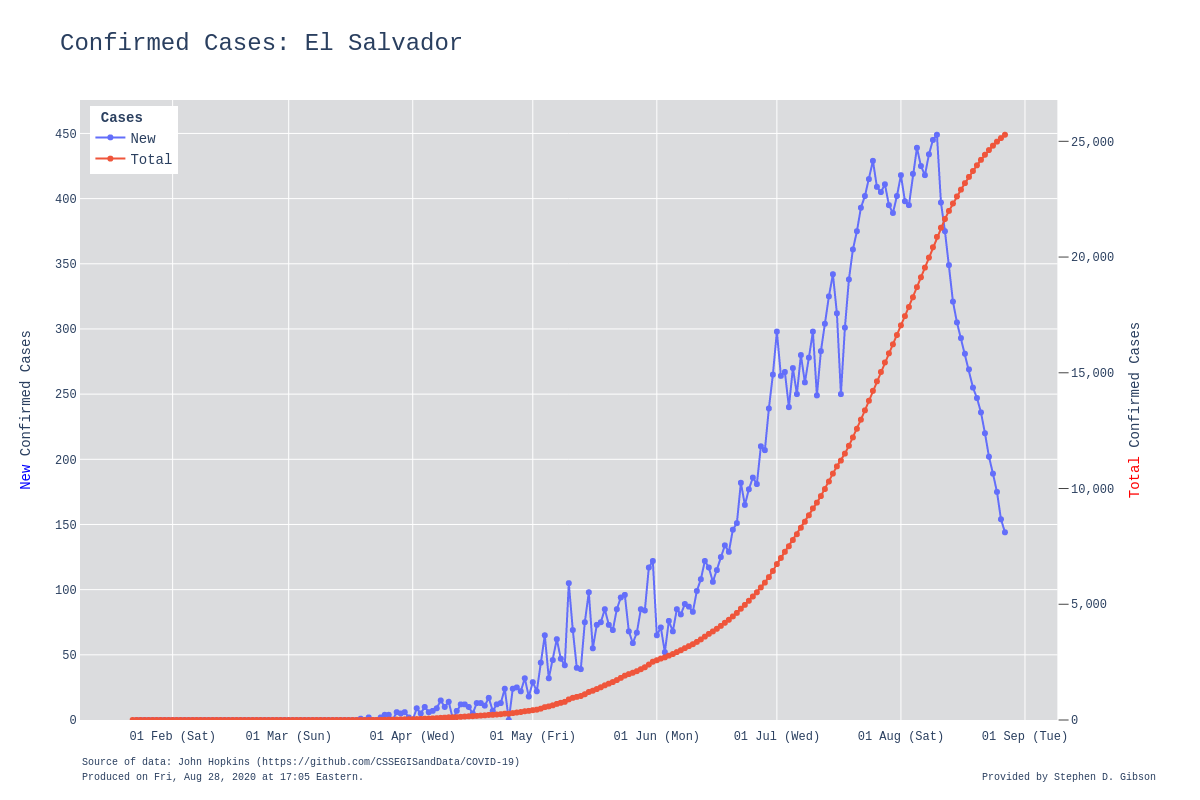 Confirmed Cases: El Salvador
Cases
New
Total
450
400
350
300
250
200
150
100
50
0
25,000
20,000
15,000
10,000
5,000
0
New Confirmed Cases
Total Confirmed Cases
01 Feb (Sat) 01 Mar (Sun) 01 Apr (Wed) 01 May (Fri) 01 Jun (Mon) 01 Jul (Wed) 01 Aug (Sat) 01 Sep (Tue)
Source of data: John Hopkins (https://github.com/CSSEGISandData/COVID-19)
Produced on Fri, Aug 28, 2020 at 17:05 Eastern.
Provided by Stephen D. Gibson